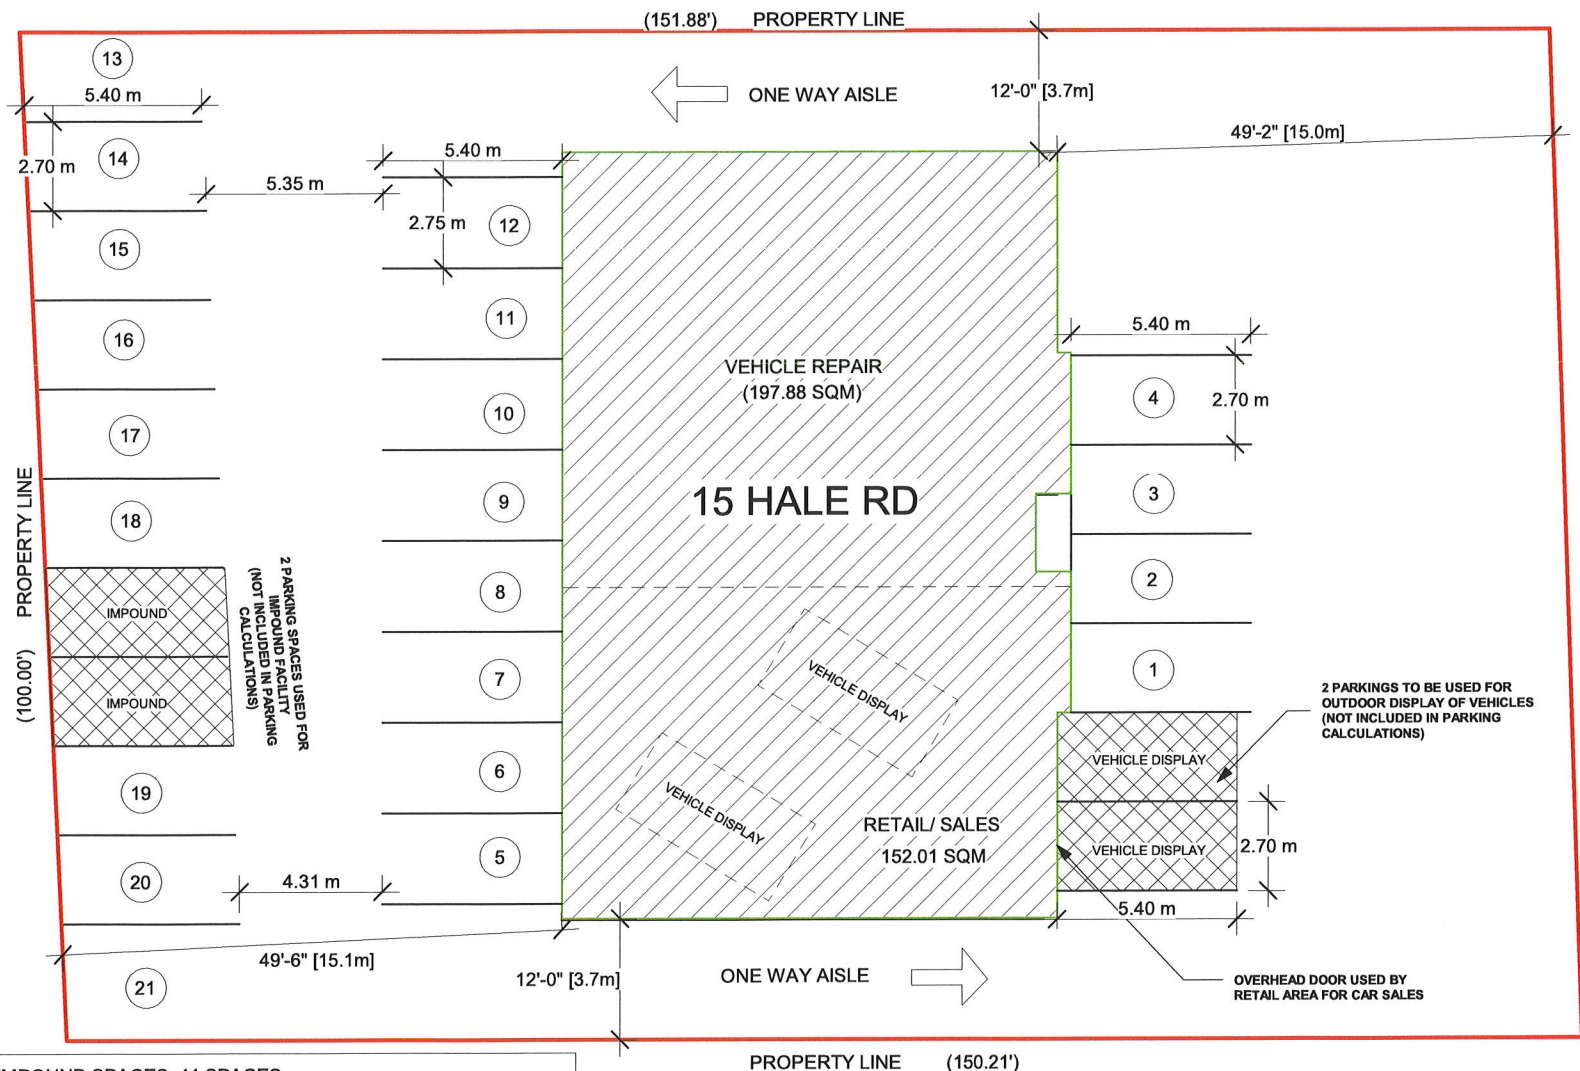 (151.88') PROPERTY LINE
13
5.40 m
ONE WAY AISLE
12'-0" [3.7m]
49'-2" [15.0m]
2.70 m
14
5.40 m
5.35 m
2.75 m
12
15
11
16
5.40 m
VEHICLE REPAIR
(197.88 SQM)
4
2.70 m
10
17
15 HALE RD
9
3
18
PROPERTY LINE
(100.00')
2 PARKING SPACES USED FOR
IMPOUND FACILITY
(NOT INCLUDED IN PARKING
CALCULATIONS)
IMPOUND
IMPOUND
8
2
7
1
VEHICLE DISPLAY
2 PARKINGS TO BE USED FOR
OUTDOOR DISPLAY OF VEHICLES
(NOT INCLUDED IN PARKING
CALCULATIONS)
VEHICLE DISPLAY
6
19
VEHICLE DISPLAY
RETAIL/ SALES
152.01 SQM
VEHICLE DISPLAY
2.70 m
5
20
4.31 m
5.40 m
49'-6" [15.1m]
12'-0" [3.7m]
ONE WAY AISLE
21
OVERHEAD DOOR USED BY
RETAIL AREA FOR CAR SALES
PROPERTY LINE (150.21')